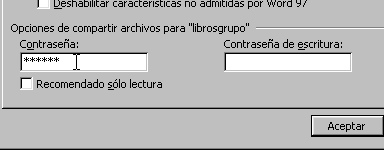 Deshabilitar características no admitidas por Word 97
Opciones de compartir archivos para "librosgrupo"
Contraseña: Contraseña de escritura:
******
Recomendado sólo lectura
Aceptar